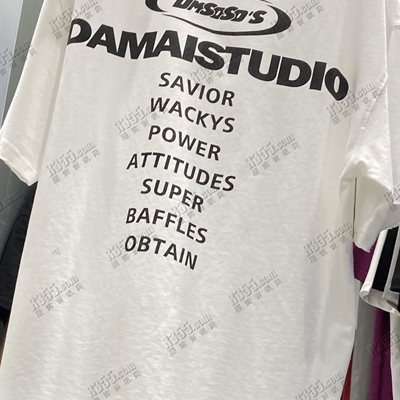 DMSOSO'S
DAMAISTUDIO
SAVIOR
WACKYS
POWER
ATTITUDES
SUPER
BAFFLES
OBTAIN